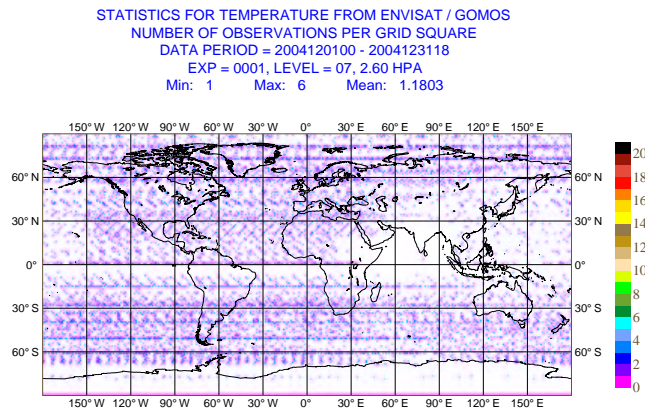 STATISTICS FOR TEMPERATURE FROM ENVISAT / GOMOS
NUMBER OF OBSERVATIONS PER GRID SQUARE
DATA PERIOD = 2004120100 - 2004123118
EXP = 0001, LEVEL = 07, 2.60 HPA
Min: 1 Max: 6 Mean: 1.1803
150°W 120°W 90°W 60°W 30°W 0° 30°E 60°E 90°E 120°E 150°E
60°N 60°N
30°N 30°N
0° 0°
30°S 30°S
60°S 60°S
150°W 120°W 90°W 60°W 30°W 0° 30°E 60°E 90°E 120°E 150°E
20
18
16
14
12
10
8
6
4
2
0